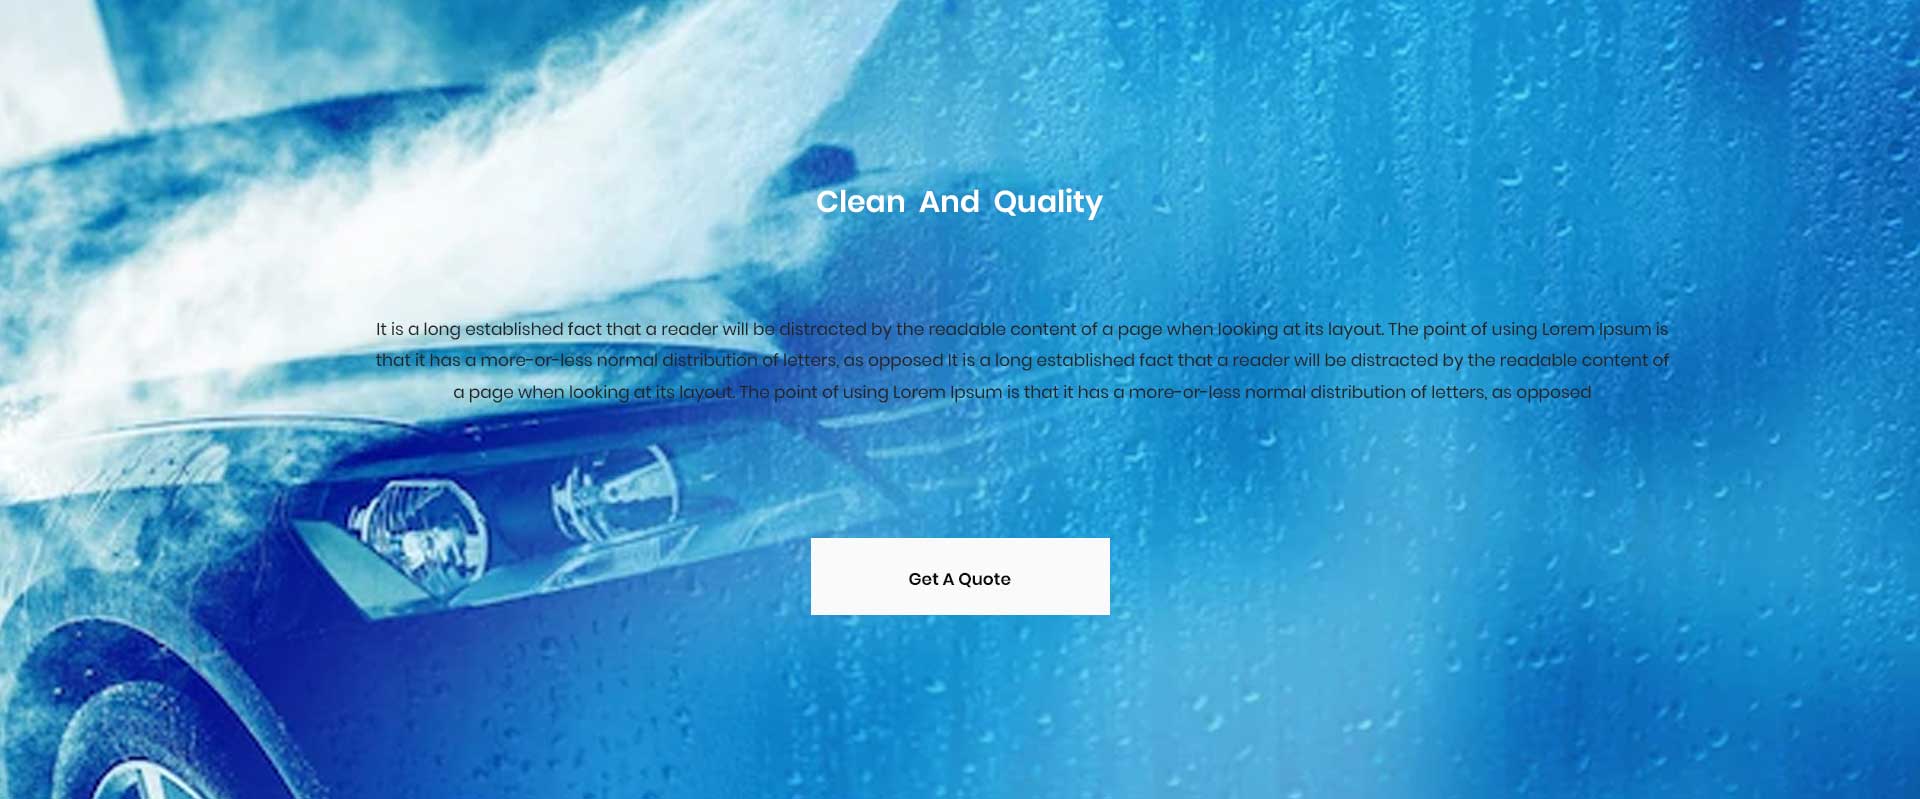 Clean And Quality
It is a long established fact that a reader will be distracted by the readable content of a page when looking at its layout. The point of using Lorem Ipsum is
that it has a more-or-less normal distribution of letters, as opposed It is a long established fact that a reader will be distracted by the readable content of
a page when looking at its layout. The point of using Lorem Ipsum is that it has a more-or-less normal distribution of letters, as opposed
Get A Quote